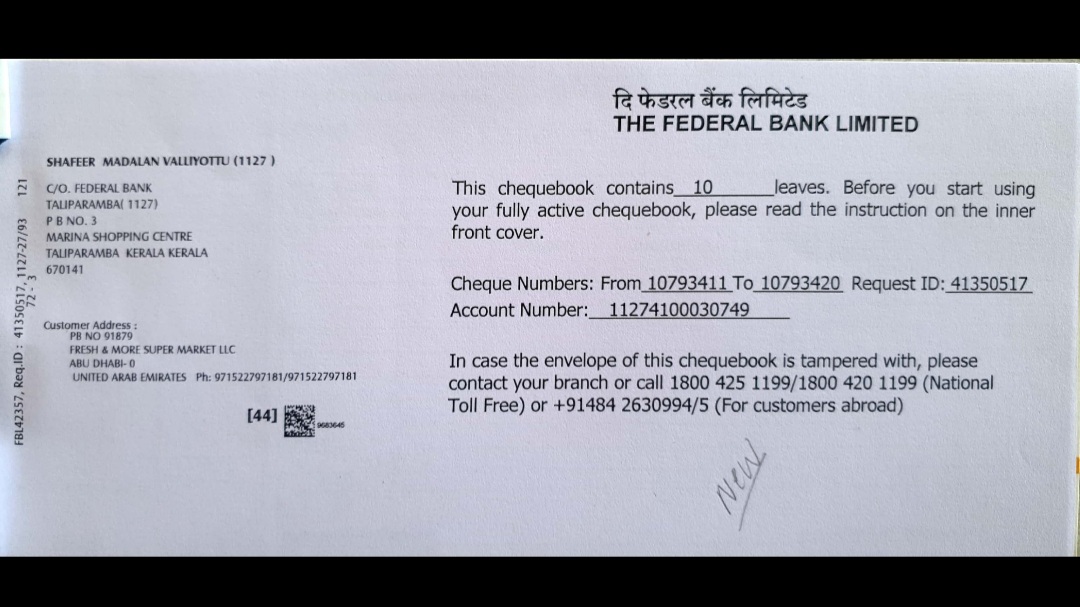 दि फेडरल बैंक लिमिटेड
THE FEDERAL BANK LIMITED
SHAFEER MADALAN VALLIYOTTU (1127 )
C/O. FEDERAL BANK
TALIPARAMBA( 1127)
P B NO. 3
MARINA SHOPPING CENTRE
TALIPARAMBA KERALA KERALA
670141
FBL42357, Req.ID : 41350517, 1127-27/93 121
72 - 3
Customer Address :
PB NO 91879
FRESH & MORE SUPER MARKET LLC
ABU DHABI- 0
UNITED ARAB EMIRATES Ph: 971522797181/971522797181
[44]
9683645
This chequebook contains 10 leaves. Before you start using
your fully active chequebook, please read the instruction on the inner
front cover.
Cheque Numbers: From 10793411 To 10793420 Request ID: 41350517
Account Number: 11274100030749
In case the envelope of this chequebook is tampered with, please
contact your branch or call 1800 425 1199/1800 420 1199 (National
Toll Free) or +91484 2630994/5 (For customers abroad)
New